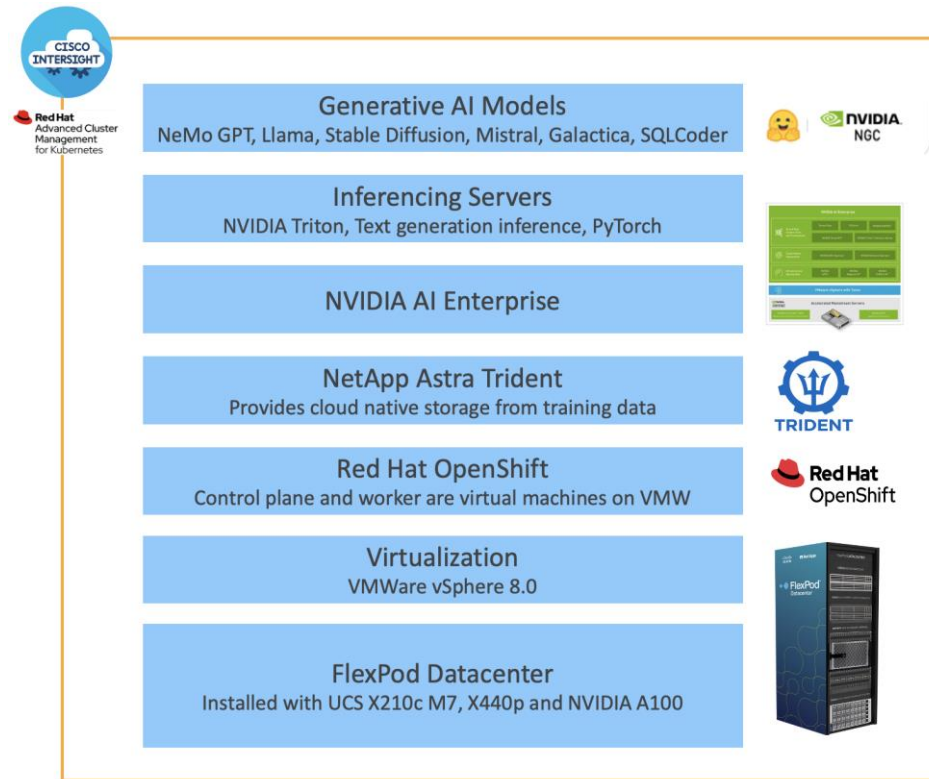 CISCO
INTERSIGHT
Red Hat
Advanced Cluster
Management
for Kubernetes
Generative AI Models
NeMo GPT, Llama, Stable Diffusion, Mistral, Galactica, SQLCoder
NVIDIA.
NGC
Inferencing Servers
NVIDIA Triton, Text generation inference, PyTorch
NVIDIA AI Enterprise
NetApp Astra Trident
Provides cloud native storage from training data
TRIDENT
Red Hat OpenShift
Control plane and worker are virtual machines on VMW
Red Hat
OpenShift
Virtualization
VMWare vSphere 8.0
FlexPod
Datacenter
FlexPod Datacenter
Installed with UCS X210c M7, X440p and NVIDIA A100